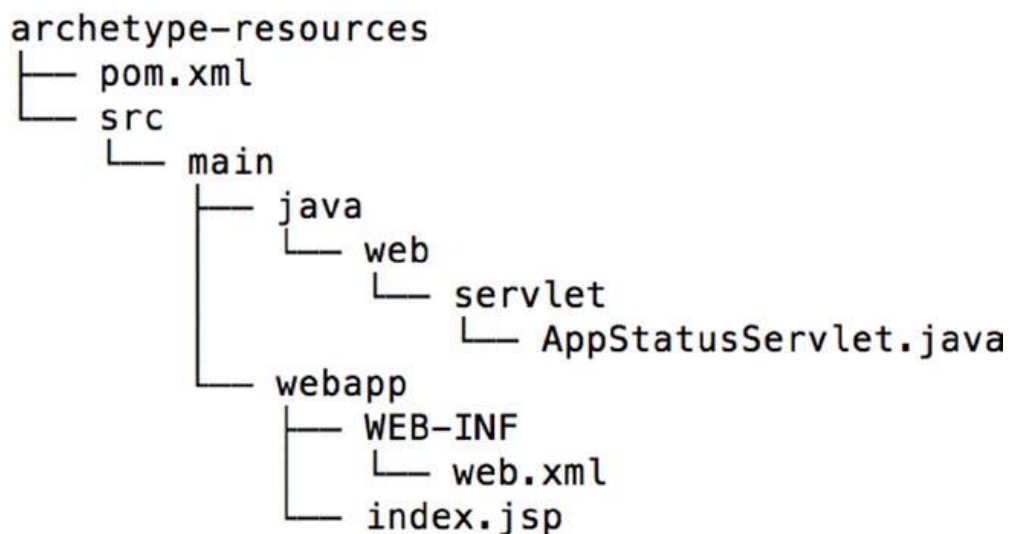 archetype-resources
├── pom.xml
└── src
    └── main
        ├── java
        │   └── web
        │       └── servlet
        │           └── AppStatusServlet.java
        └── webapp
            ├── WEB-INF
            │   └── web.xml
            └── index.jsp